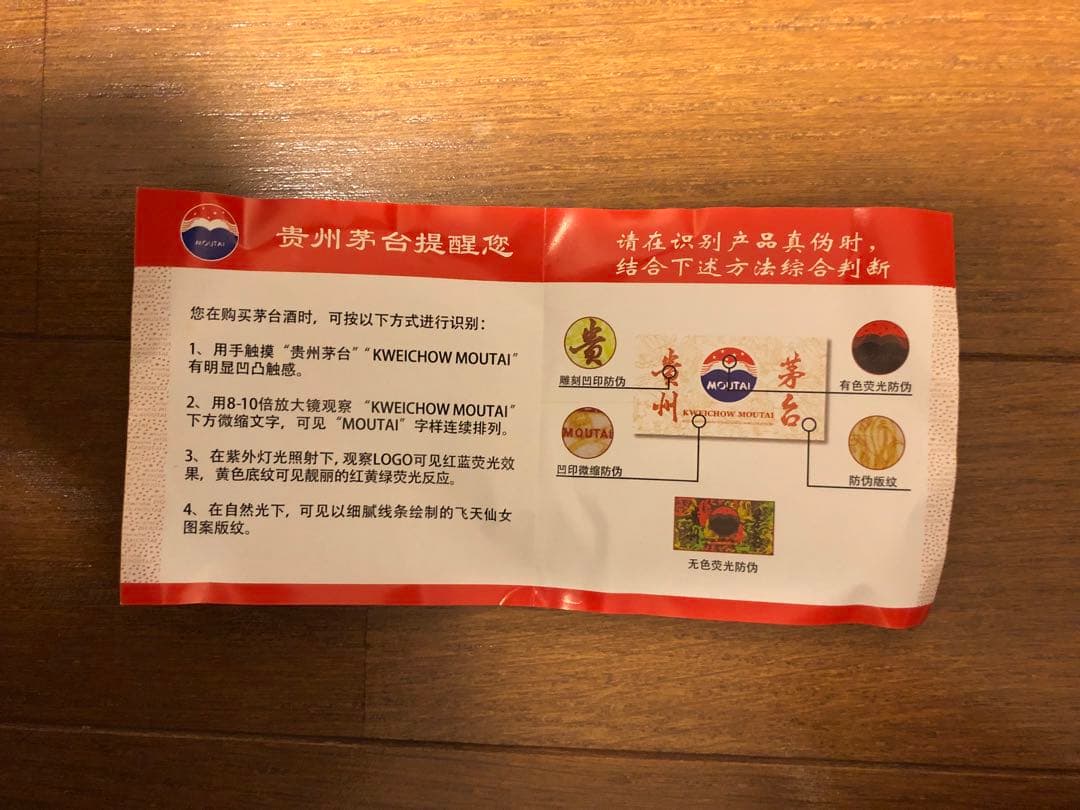 MOUTAI
贵州茅台提醒您
您在购买茅台酒时，可按以下方式进行识别：
1、用手触摸“贵州茅台”“KWEICHOW MOUTAI”
有明显凹凸触感。
2、用8-10倍放大镜观察“KWEICHOW MOUTAI”
下方微缩文字，可见“MOUTAI”字样连续排列。
3、在紫外灯光照射下，观察LOGO可见红蓝荧光效
果，黄色底纹可见靓丽的红黄绿荧光反应。
4、在自然光下，可见以细腻线条绘制的飞天仙女
图案版纹。
请在识别产品真伪时，
结合下述方法综合判断
贵
雕刻凹印防伪
MOUTAI
凹印微缩防伪
贵州
MOUTAI
茅台
KWEICHOW MOUTAI
有色荧光防伪
防伪版纹
无色荧光防伪